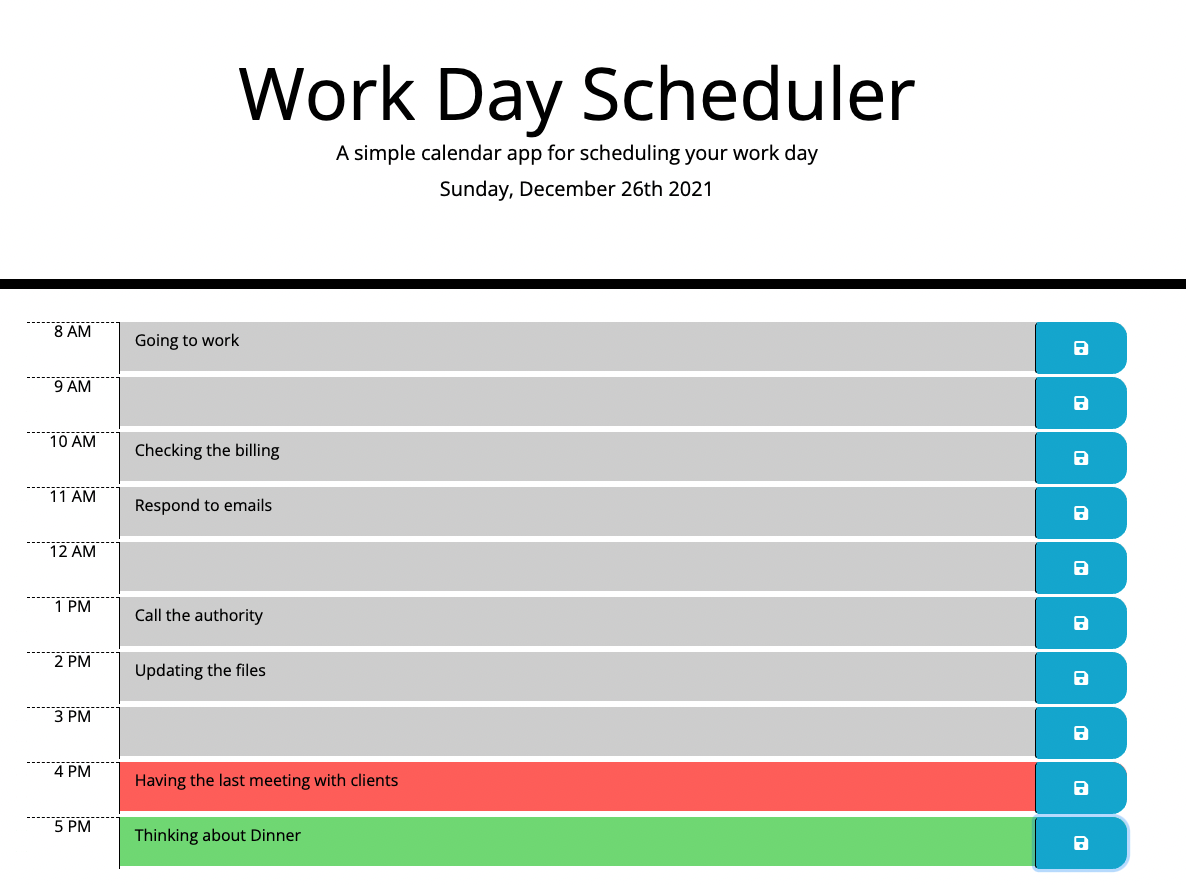 Work Day Scheduler
A simple calendar app for scheduling your work day
Sunday, December 26th 2021
8 AM Going to work
9 AM
10 AM Checking the billing
11 AM Respond to emails
12 AM
1 PM Call the authority
2 PM Updating the files
3 PM
4 PM Having the last meeting with clients
5 PM Thinking about Dinner